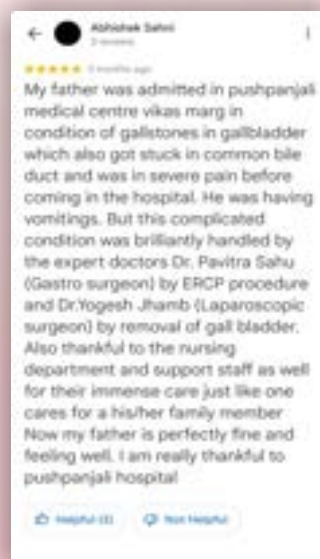 Abhishek Sahni
3 reviews
3 months ago
My father was admitted in pushpanjali
medical centre vikas marg in
condition of gallstones in gallbladder
which also got stuck in common bile
duct and was in severe pain before
coming in the hospital. He was having
vomitings. But this complicated
condition was brilliantly handled by
the expert doctors Dr. Pavitra Sahu
(Gastro surgeon) by ERCP procedure
and Dr.Yogesh Jhamb (Laparoscopic
surgeon) by removal of gall bladder.
Also thankful to the nursing
department and support staff as well
for their immense care just like one
cares for a his/her family member
Now my father is perfectly fine and
feeling well. I am really thankful to
pushpanjali hospital
Helpful Not Helpful